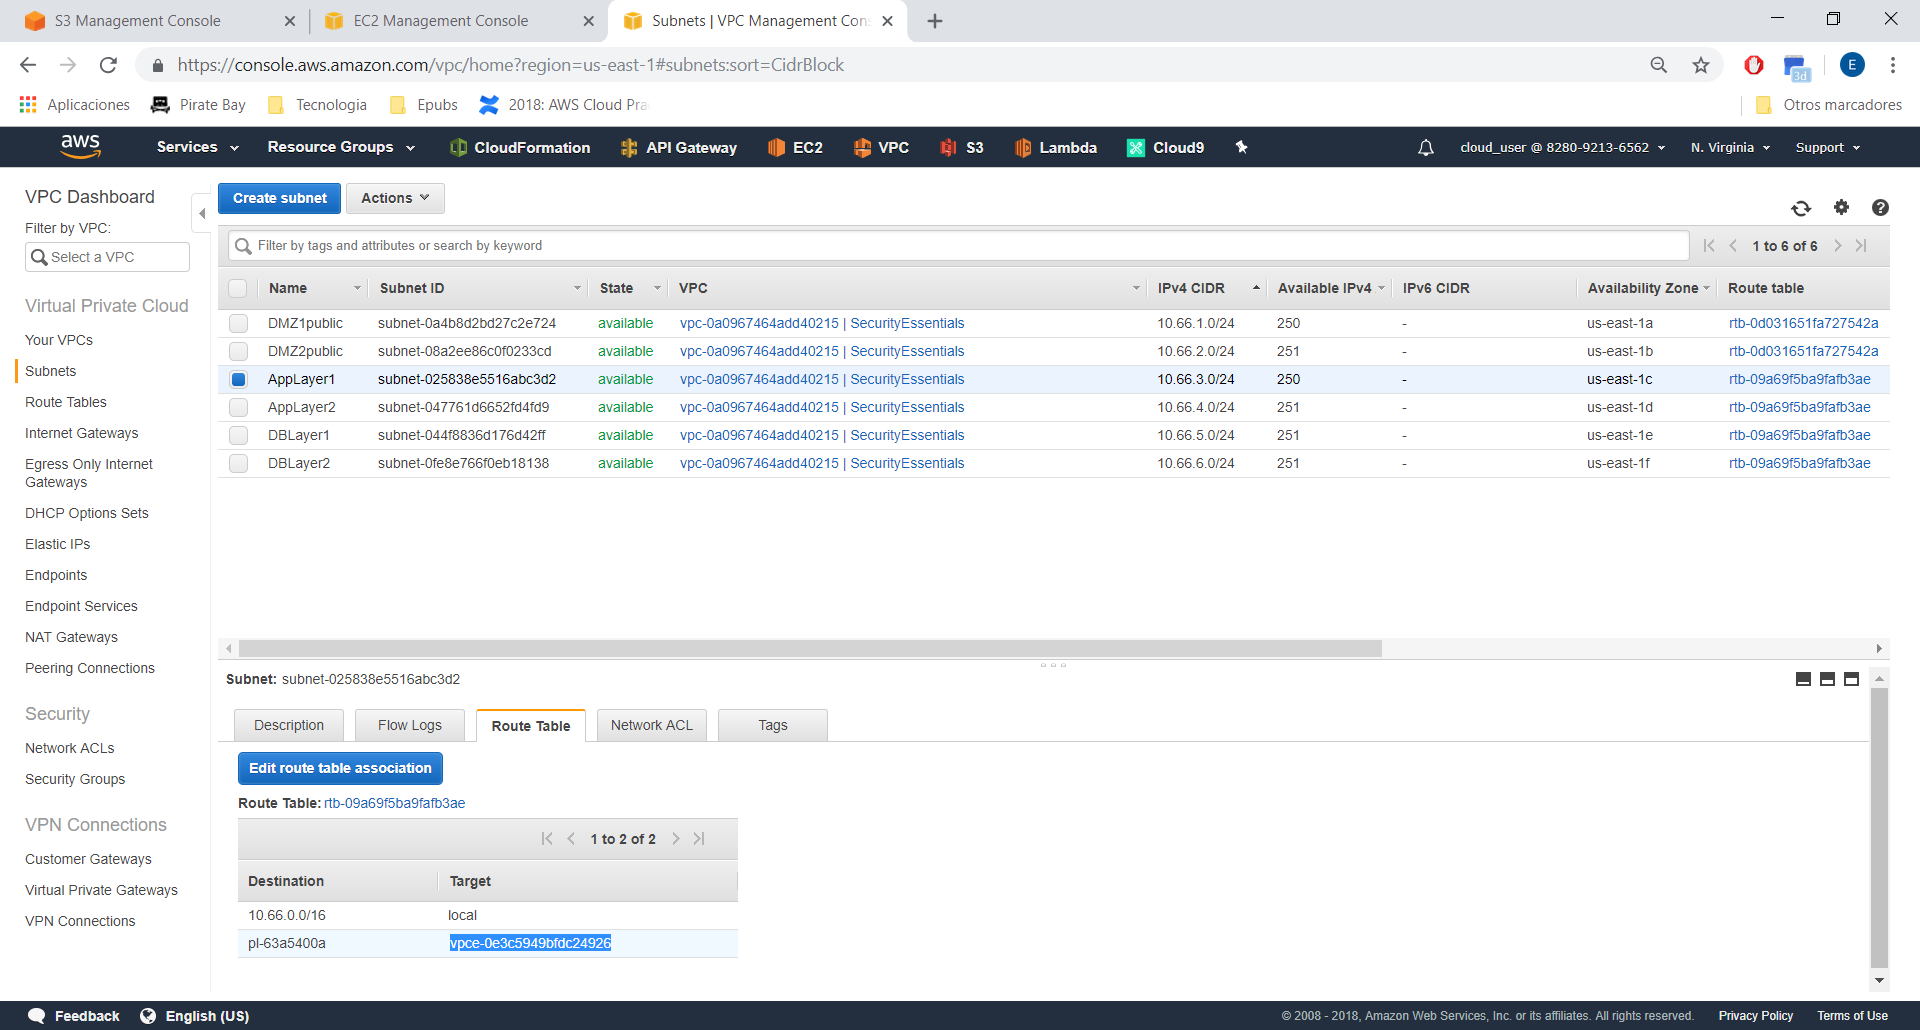 S3 Management Console
EC2 Management Console
Subnets | VPC Management Con
https://console.aws.amazon.com/vpc/home?region=us-east-1#subnets:sort=CidrBlock
E
3d
Aplicaciones
Pirate Bay
Tecnologia
Epubs
2018: AWS Cloud Pra
Otros marcadores
aws
Services
Resource Groups
CloudFormation
API Gateway
EC2
VPC
S3
Lambda
Cloud9
cloud_user @ 8280-9213-6562
N. Virginia
Support
VPC Dashboard
Filter by VPC:
Select a VPC
Virtual Private Cloud
Your VPCs
Subnets
Route Tables
Internet Gateways
Egress Only Internet
Gateways
DHCP Options Sets
Elastic IPs
Endpoints
Endpoint Services
NAT Gateways
Peering Connections
Security
Network ACLs
Security Groups
VPN Connections
Customer Gateways
Virtual Private Gateways
VPN Connections
Create subnet
Actions
Filter by tags and attributes or search by keyword
1 to 6 of 6
Name Subnet ID State VPC IPv4 CIDR Available IPv4 IPv6 CIDR Availability Zone Route table
DMZ1public subnet-0a4b8d2bd27c2e724 available vpc-0a0967464add40215 | SecurityEssentials 10.66.1.0/24 250 - us-east-1a rtb-0d031651fa727542a
DMZ2public subnet-08a2ee86c0f0233cd available vpc-0a0967464add40215 | SecurityEssentials 10.66.2.0/24 251 - us-east-1b rtb-0d031651fa727542a
AppLayer1 subnet-025838e5516abc3d2 available vpc-0a0967464add40215 | SecurityEssentials 10.66.3.0/24 250 - us-east-1c rtb-09a69f5ba9fafb3ae
AppLayer2 subnet-047761d6652fd4fd9 available vpc-0a0967464add40215 | SecurityEssentials 10.66.4.0/24 251 - us-east-1d rtb-09a69f5ba9fafb3ae
DBLayer1 subnet-044f8836d176d42ff available vpc-0a0967464add40215 | SecurityEssentials 10.66.5.0/24 251 - us-east-1e rtb-09a69f5ba9fafb3ae
DBLayer2 subnet-0fe8e766f0eb18138 available vpc-0a0967464add40215 | SecurityEssentials 10.66.6.0/24 251 - us-east-1f rtb-09a69f5ba9fafb3ae
Subnet: subnet-025838e5516abc3d2
Description
Flow Logs
Route Table
Network ACL
Tags
Edit route table association
Route Table: rtb-09a69f5ba9fafb3ae
1 to 2 of 2
Destination Target
10.66.0.0/16 local
pl-63a5400a vpce-0e3c5949bfdc24926
Feedback
English (US)
© 2008 - 2018, Amazon Web Services, Inc. or its affiliates. All rights reserved.
Privacy Policy
Terms of Use